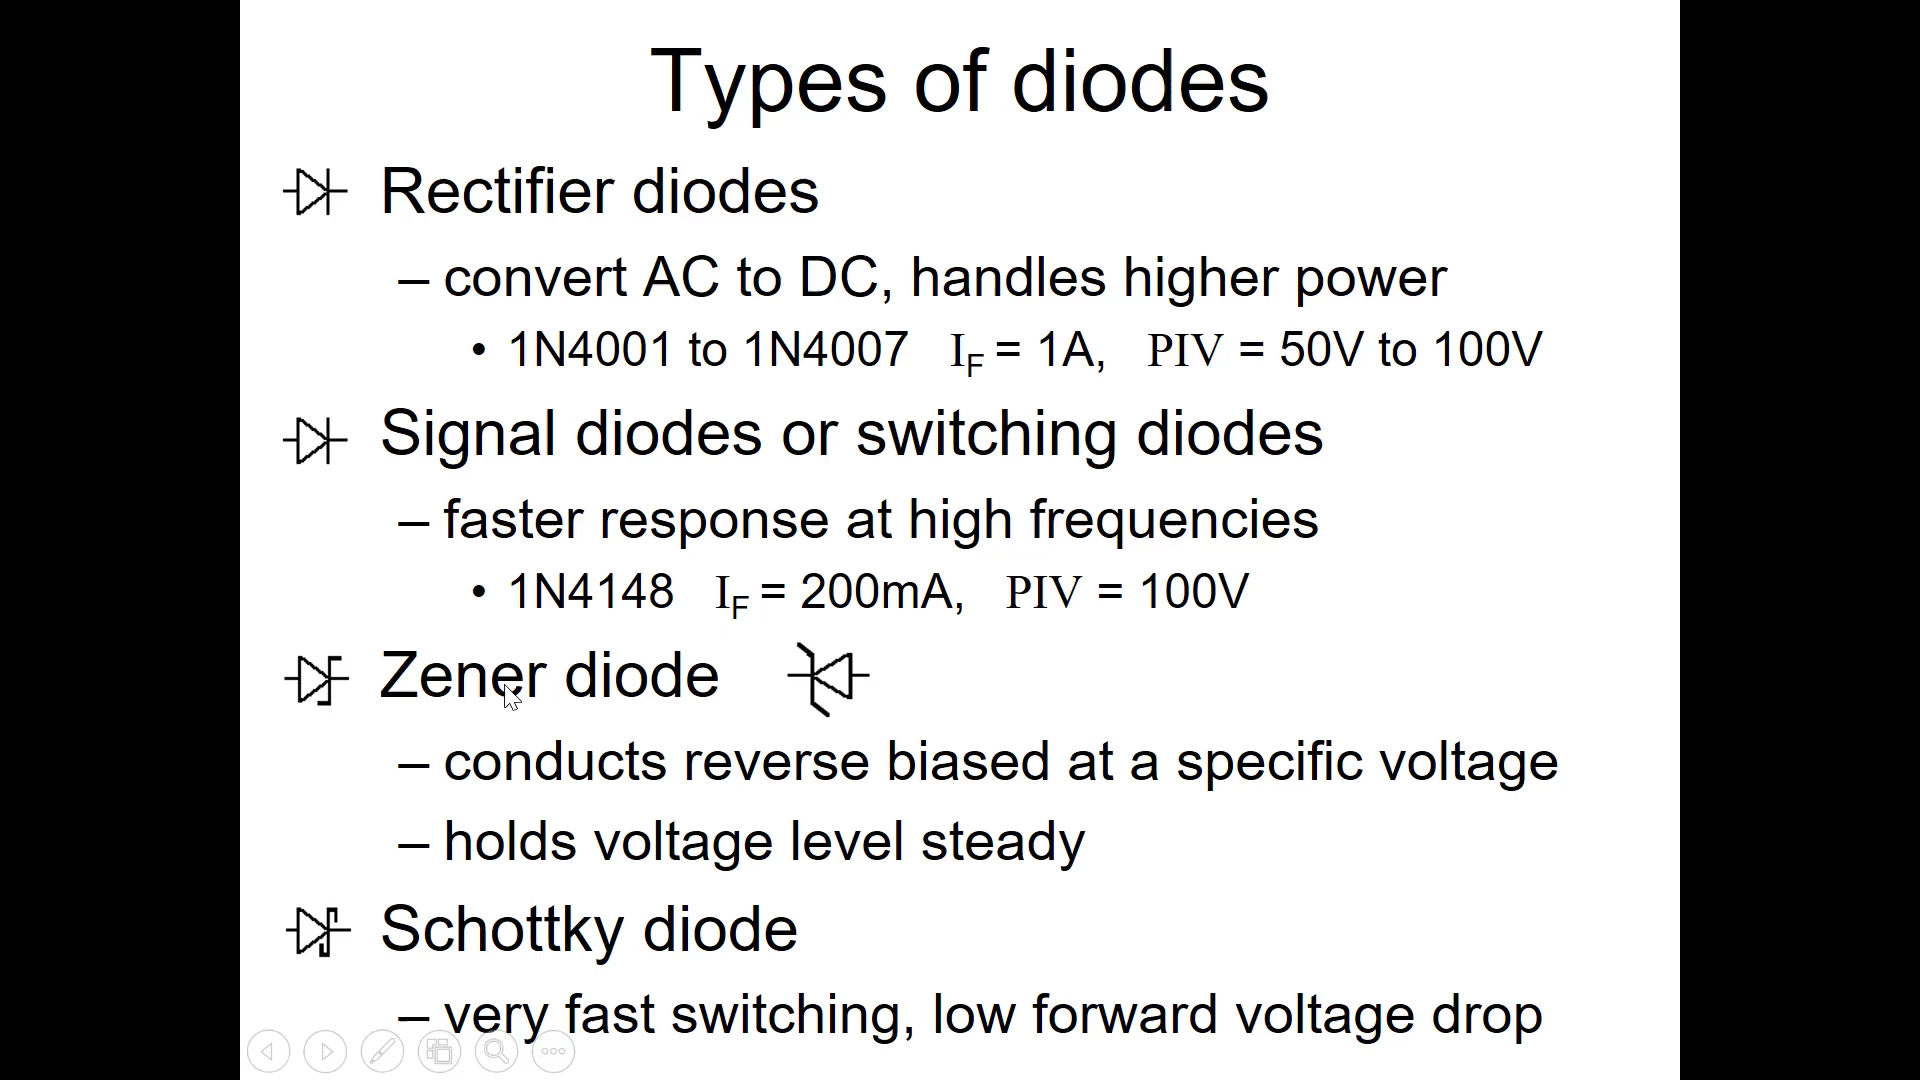 Types of diodes
Rectifier diodes
– convert AC to DC, handles higher power
• 1N4001 to 1N4007 IF = 1A, PIV = 50V to 100V
Signal diodes or switching diodes
– faster response at high frequencies
• 1N4148 IF = 200mA, PIV = 100V
Zener diode
– conducts reverse biased at a specific voltage
– holds voltage level steady
Schottky diode
– very fast switching, low forward voltage drop